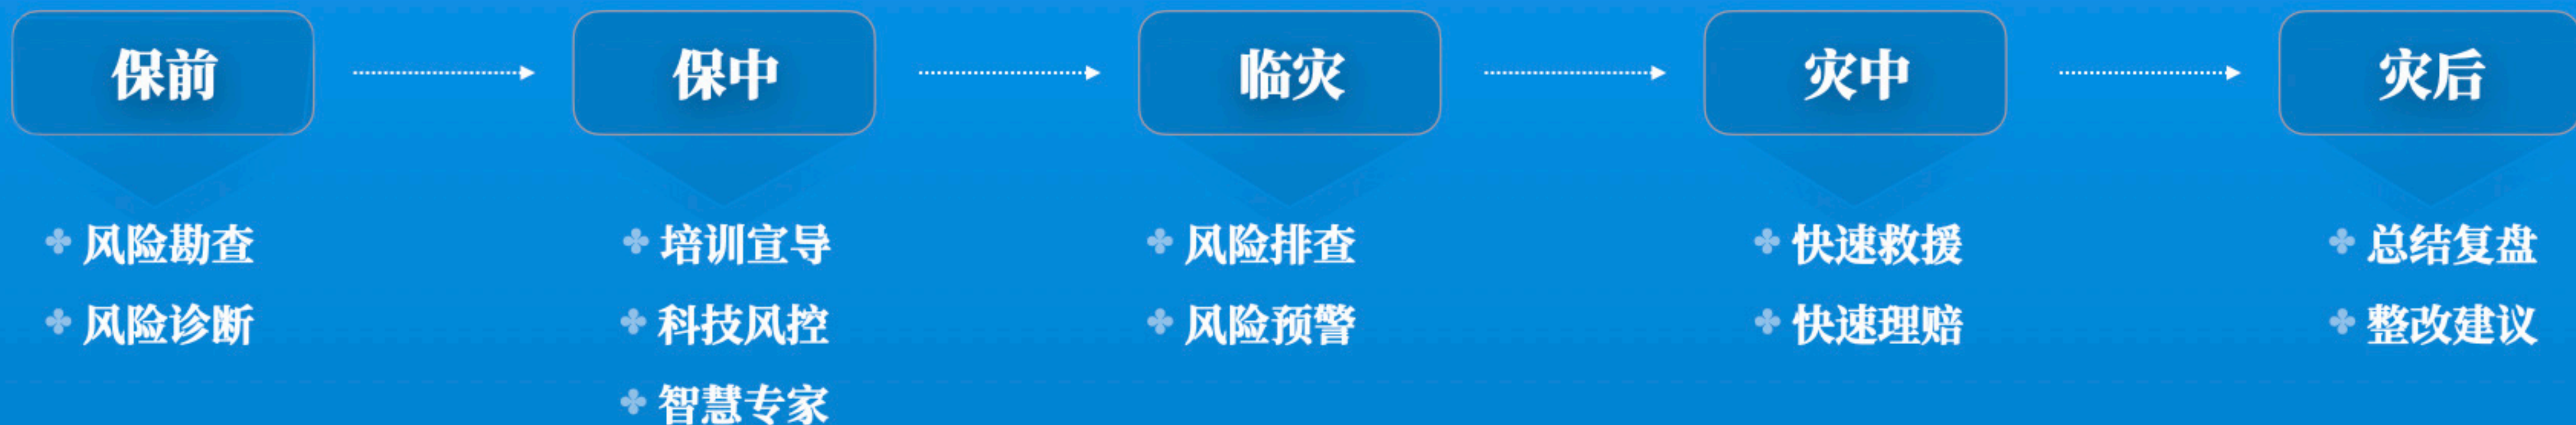 保前
保中
临灾
灾中
灾后
风险勘查
风险诊断
培训宣导
科技风控
智慧专家
风险排查
风险预警
快速救援
快速理赔
总结复盘
整改建议